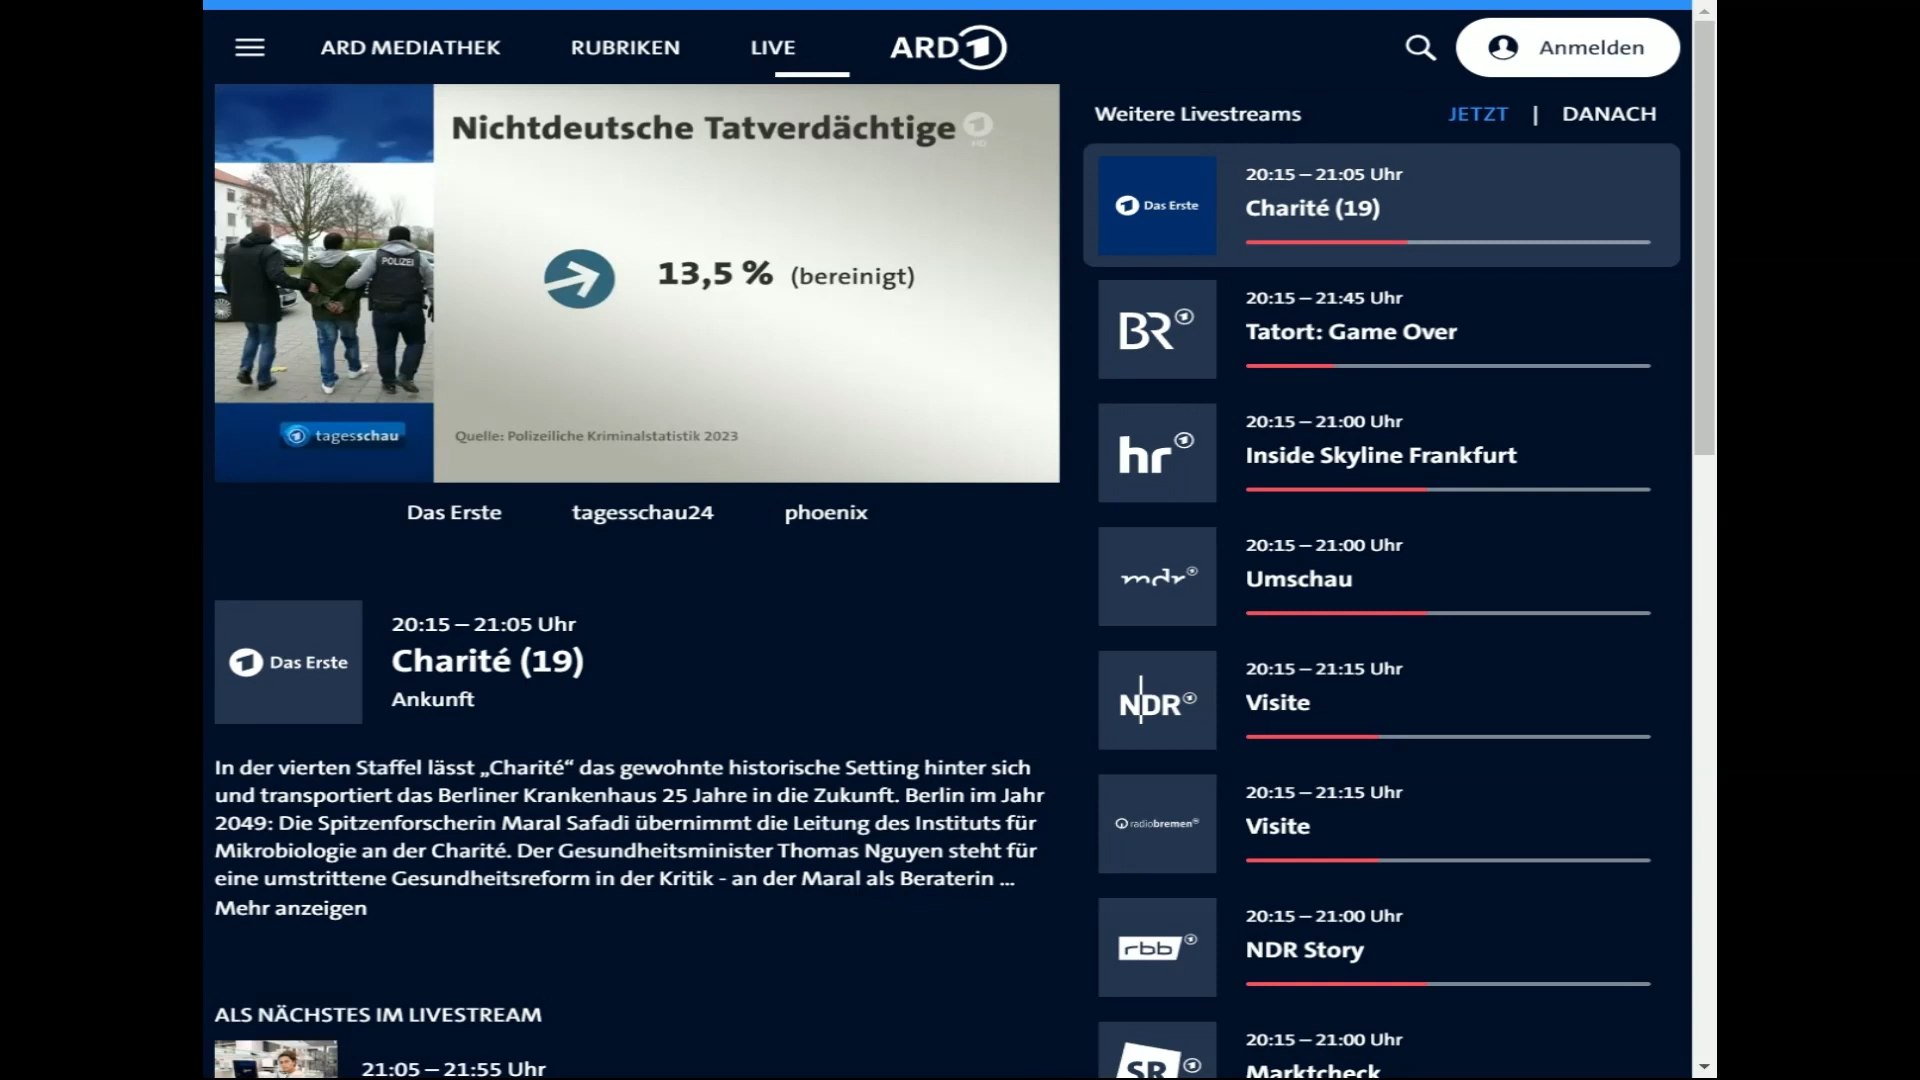 ARD MEDIATHEK
RUBRIKEN
LIVE
ARD 1
Anmelden
Nichtdeutsche Tatverdächtige
13,5 % (bereinigt)
POLIZEI
tagesschau
Quelle: Polizeiliche Kriminalstatistik 2023
Das Erste
tagesschau24
phoenix
Das Erste
20:15 – 21:05 Uhr
Charité (19)
Ankunft
In der vierten Staffel lässt „Charité“ das gewohnte historische Setting hinter sich
und transportiert das Berliner Krankenhaus 25 Jahre in die Zukunft. Berlin im Jahr
2049: Die Spitzenforscherin Maral Safadi übernimmt die Leitung des Instituts für
Mikrobiologie an der Charité. Der Gesundheitsminister Thomas Nguyen steht für
eine umstrittene Gesundheitsreform in der Kritik - an der Maral als Beraterin ...
Mehr anzeigen
ALS NÄCHSTES IM LIVESTREAM
21:05 – 21:55 Uhr
Weitere Livestreams
JETZT | DANACH
Das Erste
20:15 – 21:05 Uhr
Charité (19)
BR
20:15 – 21:45 Uhr
Tatort: Game Over
hr
20:15 – 21:00 Uhr
Inside Skyline Frankfurt
mdr
20:15 – 21:00 Uhr
Umschau
NDR
20:15 – 21:15 Uhr
Visite
radiobremen
20:15 – 21:15 Uhr
Visite
rbb
20:15 – 21:00 Uhr
NDR Story
SR
20:15 – 21:00 Uhr
Marktcheck